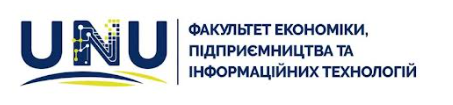 UNU
ФАКУЛЬТЕТ ЕКОНОМІКИ,
ПІДПРИЄМНИЦТВА ТА
ІНФОРМАЦІЙНИХ ТЕХНОЛОГІЙ